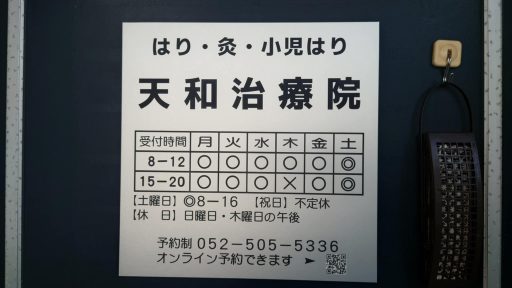 はり・灸・小児はり
天和治療院
受付時間 月 火 水 木 金 土
8-12 ○ ○ ○ ○ ○ ◎
15-20 ○ ○ ○ × ○ ◎
【土曜日】◎8-16 【祝日】不定休
【休 日】日曜日・木曜日の午後
予約制 052-505-5336
オンライン予約できます ►